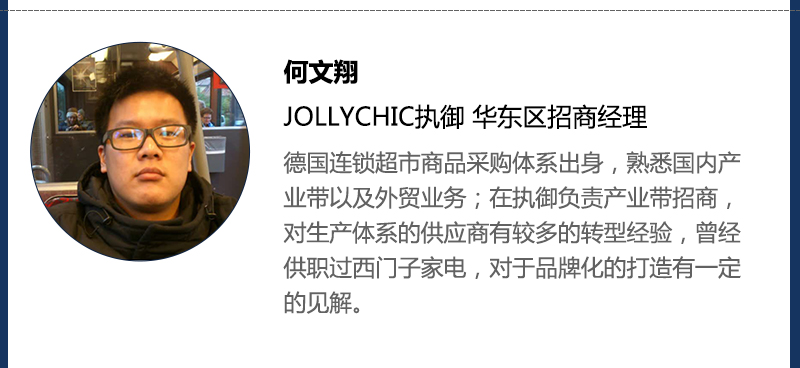 何文翔
JOLLYCHIC执御 华东区招商经理
德国连锁超市商品采购体系出身，熟悉国内产
业带以及外贸业务；在执御负责产业带招商，
对生产体系的供应商有较多的转型经验，曾经
供职过西门子家电，对于品牌化的打造有一定
的见解。